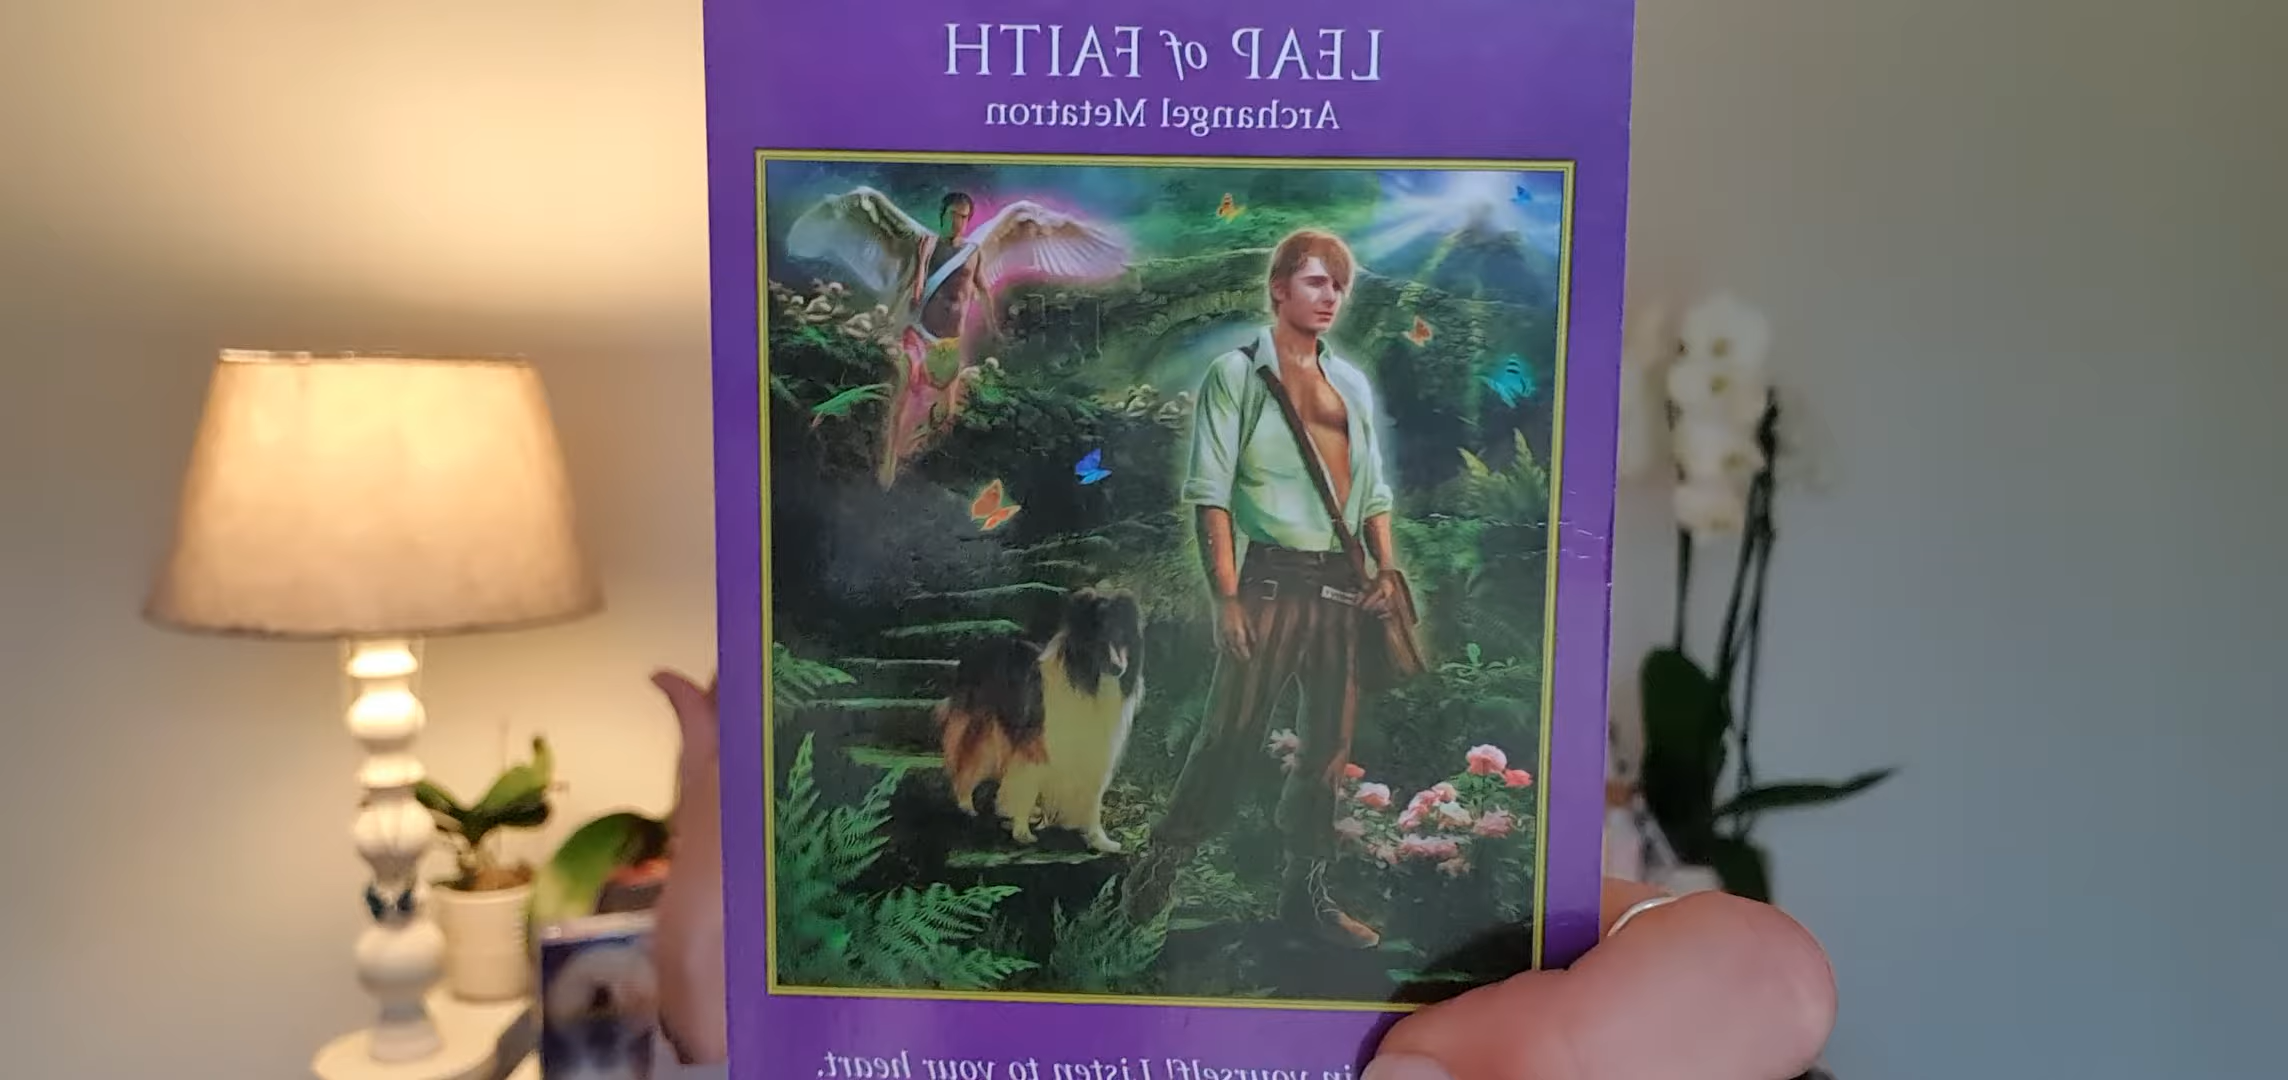 LEAP of FAITH
Archangel Metatron
in yourself! Listen to your heart.